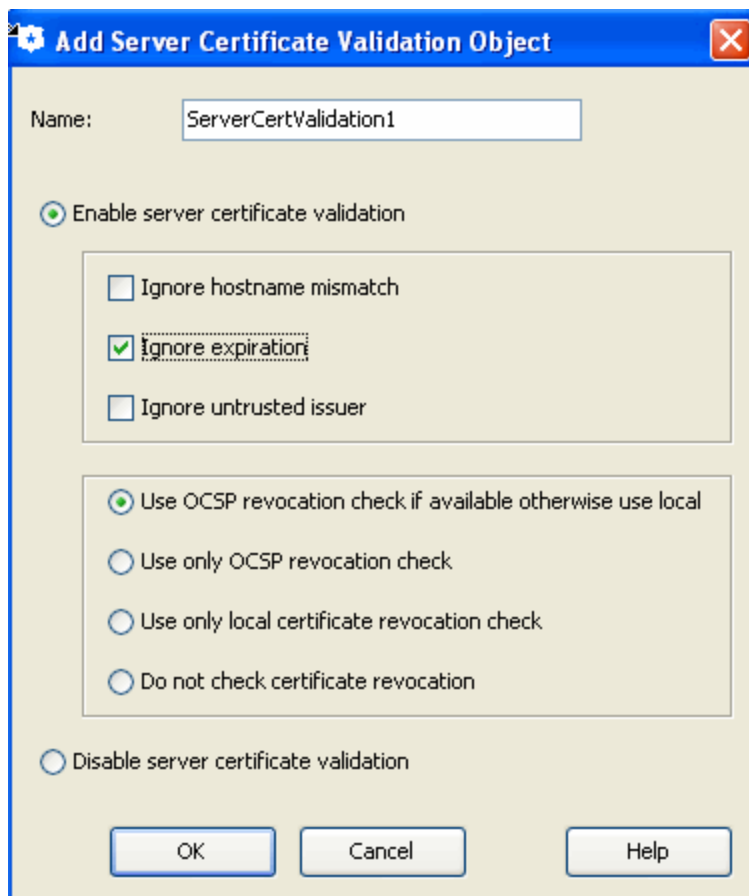 Add Server Certificate Validation Object
Name: ServerCertValidation1
Enable server certificate validation
Ignore hostname mismatch
Ignore expiration
Ignore untrusted issuer
Use OCSP revocation check if available otherwise use local
Use only OCSP revocation check
Use only local certificate revocation check
Do not check certificate revocation
Disable server certificate validation
OK Cancel Help